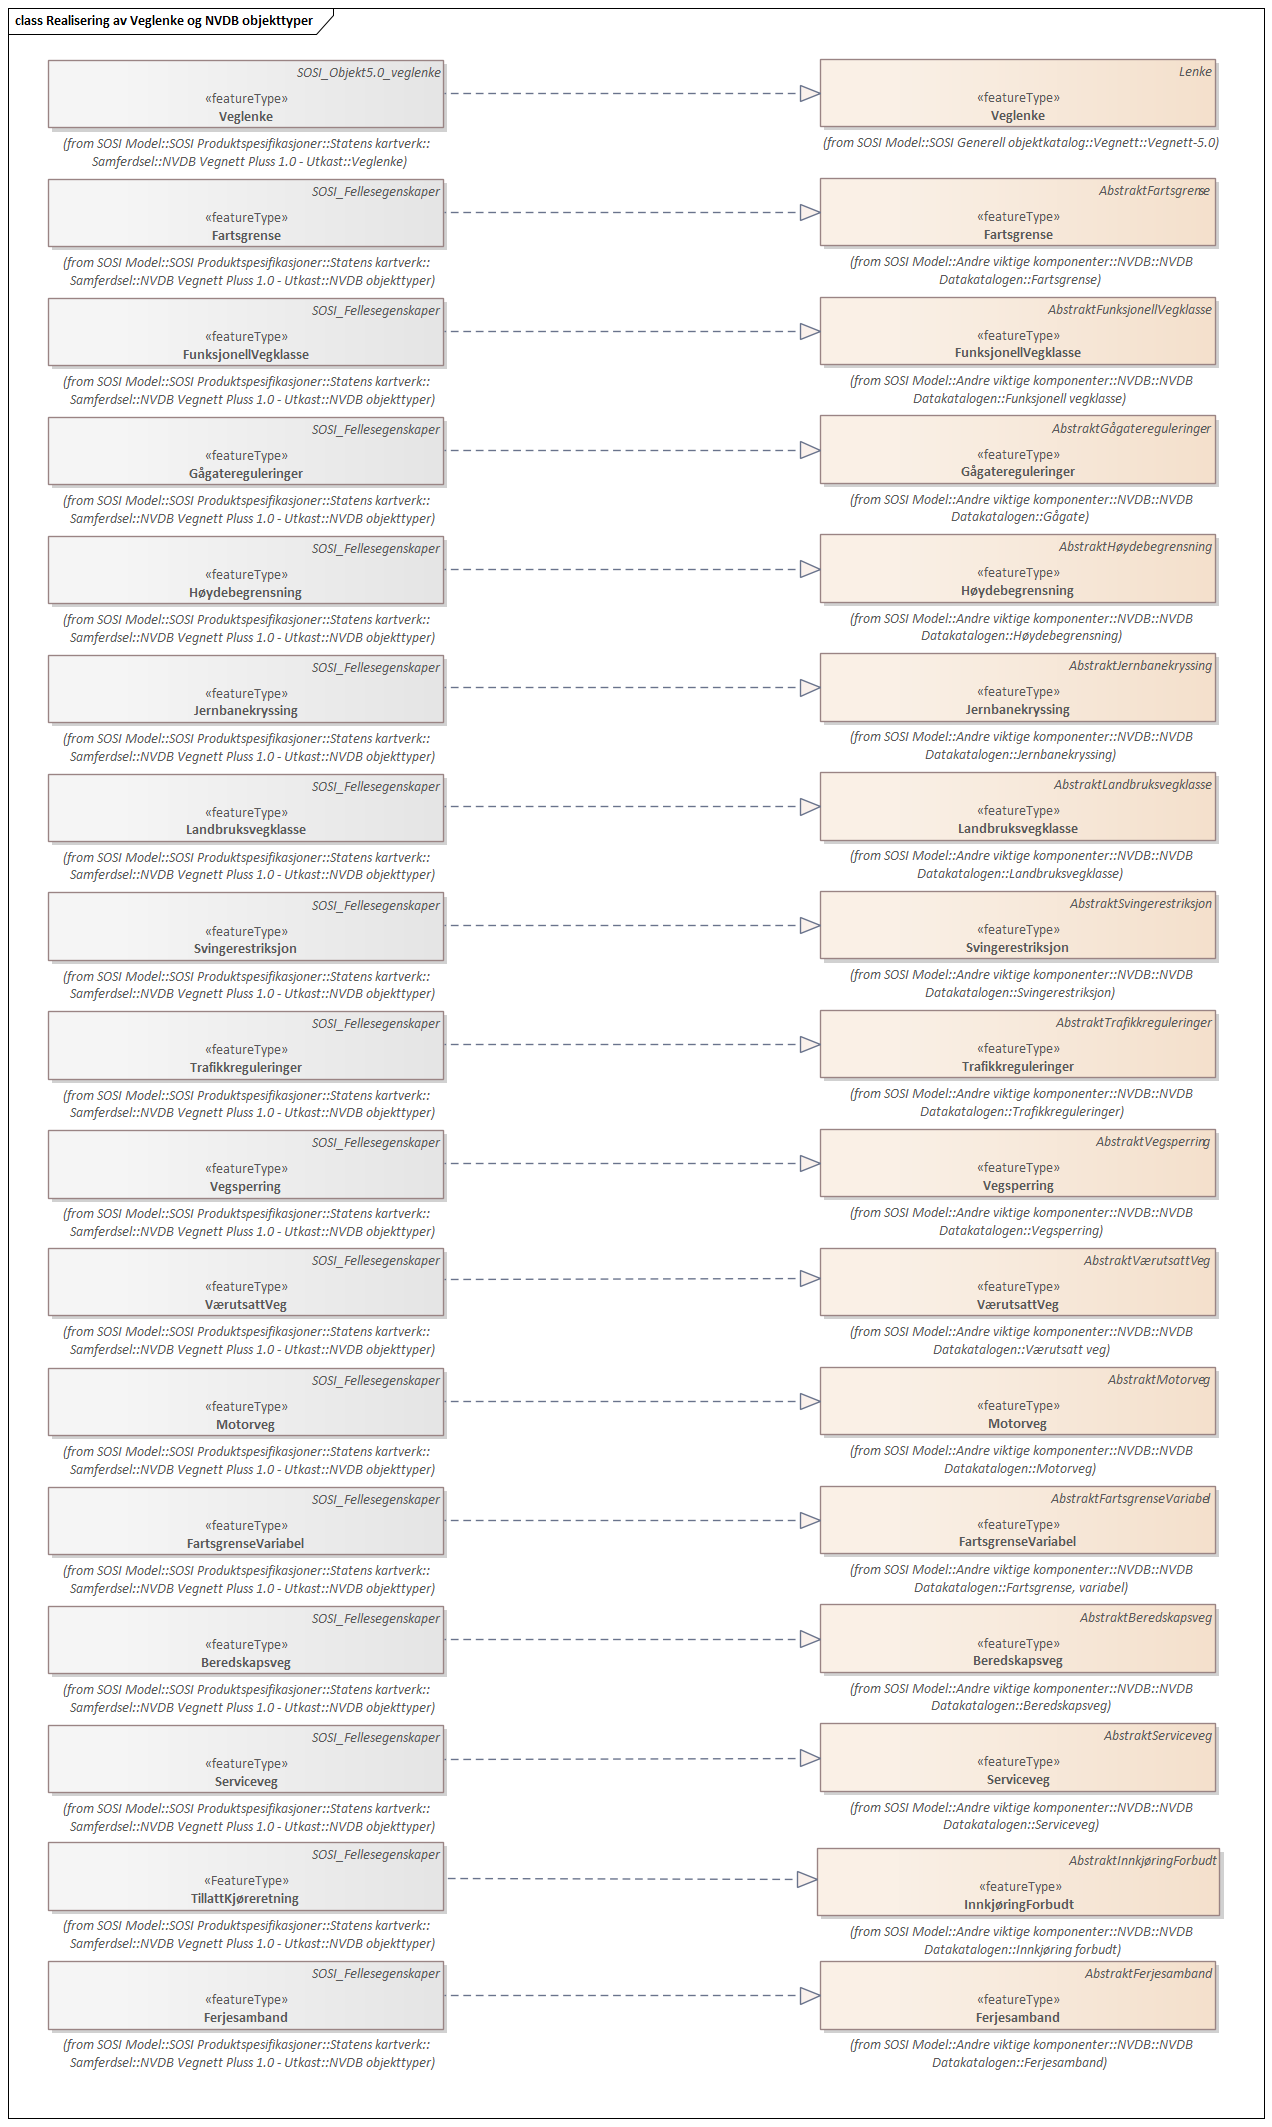 class Realisering av Veglenke og NVDB objekttyper
SOSI_Objekt5.0_veglenke
«featureType»
Veglenke
(from SOSI Model::SOSI Produktspesifikasjoner::Statens kartverk::
Samferdsel::NVDB Vegnett Pluss 1.0 - Utkast::Veglenke)
Lenke
«featureType»
Veglenke
(from SOSI Model::SOSI Generell objektkatalog::Vegnett::Vegnett-5.0)
SOSI_Fellesegenskaper
«featureType»
Fartsgrense
(from SOSI Model::SOSI Produktspesifikasjoner::Statens kartverk::
Samferdsel::NVDB Vegnett Pluss 1.0 - Utkast::NVDB objekttyper)
AbstraktFartsgrense
«featureType»
Fartsgrense
(from SOSI Model::Andre viktige komponenter::NVDB::NVDB
Datakatalogen::Fartsgrense)
SOSI_Fellesegenskaper
«featureType»
FunksjonellVegklasse
(from SOSI Model::SOSI Produktspesifikasjoner::Statens kartverk::
Samferdsel::NVDB Vegnett Pluss 1.0 - Utkast::NVDB objekttyper)
AbstraktFunksjonellVegklasse
«featureType»
FunksjonellVegklasse
(from SOSI Model::Andre viktige komponenter::NVDB::NVDB
Datakatalogen::Funksjonell vegklasse)
SOSI_Fellesegenskaper
«featureType»
Gågatereguleringer
(from SOSI Model::SOSI Produktspesifikasjoner::Statens kartverk::
Samferdsel::NVDB Vegnett Pluss 1.0 - Utkast::NVDB objekttyper)
AbstraktGågatereguleringer
«featureType»
Gågatereguleringer
(from SOSI Model::Andre viktige komponenter::NVDB::NVDB
Datakatalogen::Gågate)
SOSI_Fellesegenskaper
«featureType»
Høydebegrensning
(from SOSI Model::SOSI Produktspesifikasjoner::Statens kartverk::
Samferdsel::NVDB Vegnett Pluss 1.0 - Utkast::NVDB objekttyper)
AbstraktHøydebegrensning
«featureType»
Høydebegrensning
(from SOSI Model::Andre viktige komponenter::NVDB::NVDB
Datakatalogen::Høydebegrensning)
SOSI_Fellesegenskaper
«featureType»
Jernbanekryssing
(from SOSI Model::SOSI Produktspesifikasjoner::Statens kartverk::
Samferdsel::NVDB Vegnett Pluss 1.0 - Utkast::NVDB objekttyper)
AbstraktJernbanekryssing
«featureType»
Jernbanekryssing
(from SOSI Model::Andre viktige komponenter::NVDB::NVDB
Datakatalogen::Jernbanekryssing)
SOSI_Fellesegenskaper
«featureType»
Landbruksvegklasse
(from SOSI Model::SOSI Produktspesifikasjoner::Statens kartverk::
Samferdsel::NVDB Vegnett Pluss 1.0 - Utkast::NVDB objekttyper)
AbstraktLandbruksvegklasse
«featureType»
Landbruksvegklasse
(from SOSI Model::Andre viktige komponenter::NVDB::NVDB
Datakatalogen::Landbruksvegklasse)
SOSI_Fellesegenskaper
«featureType»
Svingerestriksjon
(from SOSI Model::SOSI Produktspesifikasjoner::Statens kartverk::
Samferdsel::NVDB Vegnett Pluss 1.0 - Utkast::NVDB objekttyper)
AbstraktSvingerestriksjon
«featureType»
Svingerestriksjon
(from SOSI Model::Andre viktige komponenter::NVDB::NVDB
Datakatalogen::Svingerestriksjon)
SOSI_Fellesegenskaper
«featureType»
Trafikkreguleringer
(from SOSI Model::SOSI Produktspesifikasjoner::Statens kartverk::
Samferdsel::NVDB Vegnett Pluss 1.0 - Utkast::NVDB objekttyper)
AbstraktTrafikkreguleringer
«featureType»
Trafikkreguleringer
(from SOSI Model::Andre viktige komponenter::NVDB::NVDB
Datakatalogen::Trafikkreguleringer)
SOSI_Fellesegenskaper
«featureType»
Vegsperring
(from SOSI Model::SOSI Produktspesifikasjoner::Statens kartverk::
Samferdsel::NVDB Vegnett Pluss 1.0 - Utkast::NVDB objekttyper)
AbstraktVegsperring
«featureType»
Vegsperring
(from SOSI Model::Andre viktige komponenter::NVDB::NVDB
Datakatalogen::Vegsperring)
SOSI_Fellesegenskaper
«featureType»
VærutsattVeg
(from SOSI Model::SOSI Produktspesifikasjoner::Statens kartverk::
Samferdsel::NVDB Vegnett Pluss 1.0 - Utkast::NVDB objekttyper)
AbstraktVærutsattVeg
«featureType»
VærutsattVeg
(from SOSI Model::Andre viktige komponenter::NVDB::NVDB
Datakatalogen::Værutsatt veg)
SOSI_Fellesegenskaper
«featureType»
Motorveg
(from SOSI Model::SOSI Produktspesifikasjoner::Statens kartverk::
Samferdsel::NVDB Vegnett Pluss 1.0 - Utkast::NVDB objekttyper)
AbstraktMotorveg
«featureType»
Motorveg
(from SOSI Model::Andre viktige komponenter::NVDB::NVDB
Datakatalogen::Motorveg)
SOSI_Fellesegenskaper
«featureType»
FartsgrenseVariabel
(from SOSI Model::SOSI Produktspesifikasjoner::Statens kartverk::
Samferdsel::NVDB Vegnett Pluss 1.0 - Utkast::NVDB objekttyper)
AbstraktFartsgrenseVariabel
«featureType»
FartsgrenseVariabel
(from SOSI Model::Andre viktige komponenter::NVDB::NVDB
Datakatalogen::Fartsgrense, variabel)
SOSI_Fellesegenskaper
«featureType»
Beredskapsveg
(from SOSI Model::SOSI Produktspesifikasjoner::Statens kartverk::
Samferdsel::NVDB Vegnett Pluss 1.0 - Utkast::NVDB objekttyper)
AbstraktBeredskapsveg
«featureType»
Beredskapsveg
(from SOSI Model::Andre viktige komponenter::NVDB::NVDB
Datakatalogen::Beredskapsveg)
SOSI_Fellesegenskaper
«featureType»
Serviceveg
(from SOSI Model::SOSI Produktspesifikasjoner::Statens kartverk::
Samferdsel::NVDB Vegnett Pluss 1.0 - Utkast::NVDB objekttyper)
AbstraktServiceveg
«featureType»
Serviceveg
(from SOSI Model::Andre viktige komponenter::NVDB::NVDB
Datakatalogen::Serviceveg)
SOSI_Fellesegenskaper
«FeatureType»
TillattKjøreretning
(from SOSI Model::SOSI Produktspesifikasjoner::Statens kartverk::
Samferdsel::NVDB Vegnett Pluss 1.0 - Utkast::NVDB objekttyper)
AbstraktInnkjøringForbudt
«featureType»
InnkjøringForbudt
(from SOSI Model::Andre viktige komponenter::NVDB::NVDB
Datakatalogen::Innkjøring forbudt)
SOSI_Fellesegenskaper
«featureType»
Ferjesamband
(from SOSI Model::SOSI Produktspesifikasjoner::Statens kartverk::
Samferdsel::NVDB Vegnett Pluss 1.0 - Utkast::NVDB objekttyper)
AbstraktFerjesamband
«featureType»
Ferjesamband
(from SOSI Model::Andre viktige komponenter::NVDB::NVDB
Datakatalogen::Ferjesamband)